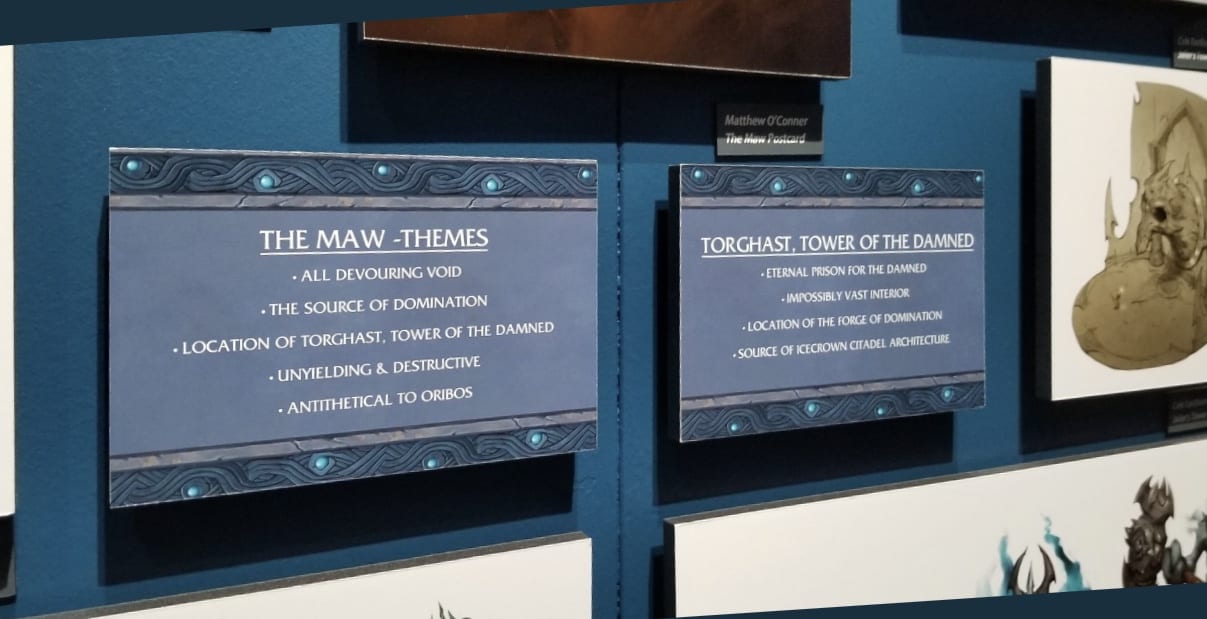 Matthew O'Conner
The Maw Postcard
THE MAW -THEMES
• ALL DEVOURING VOID
• THE SOURCE OF DOMINATION
• LOCATION OF TORGHAST, TOWER OF THE DAMNED
• UNYIELDING & DESTRUCTIVE
• ANTITHETICAL TO ORIBOS
TORGHAST, TOWER OF THE DAMNED
• ETERNAL PRISON FOR THE DAMNED
• IMPOSSIBLY VAST INTERIOR
• LOCATION OF THE FORGE OF DOMINATION
• SOURCE OF ICECROWN CITADEL ARCHITECTURE